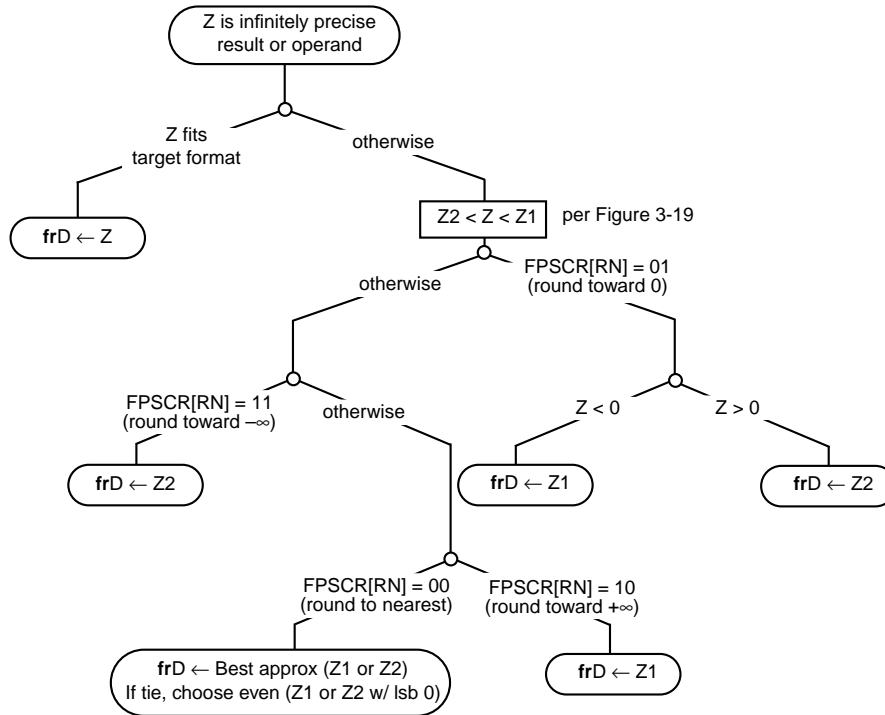 Z is infinitely precise
result or operand
Z fits
target format
otherwise
frD ← Z
Z2 < Z < Z1
per Figure 3-19
otherwise
FPSCR[RN] = 01
(round toward 0)
FPSCR[RN] = 11
(round toward –∞)
otherwise
Z < 0
Z > 0
frD ← Z2
frD ← Z1
frD ← Z2
FPSCR[RN] = 00
(round to nearest)
FPSCR[RN] = 10
(round toward +∞)
frD ← Best approx (Z1 or Z2)
If tie, choose even (Z1 or Z2 w/ lsb 0)
frD ← Z1